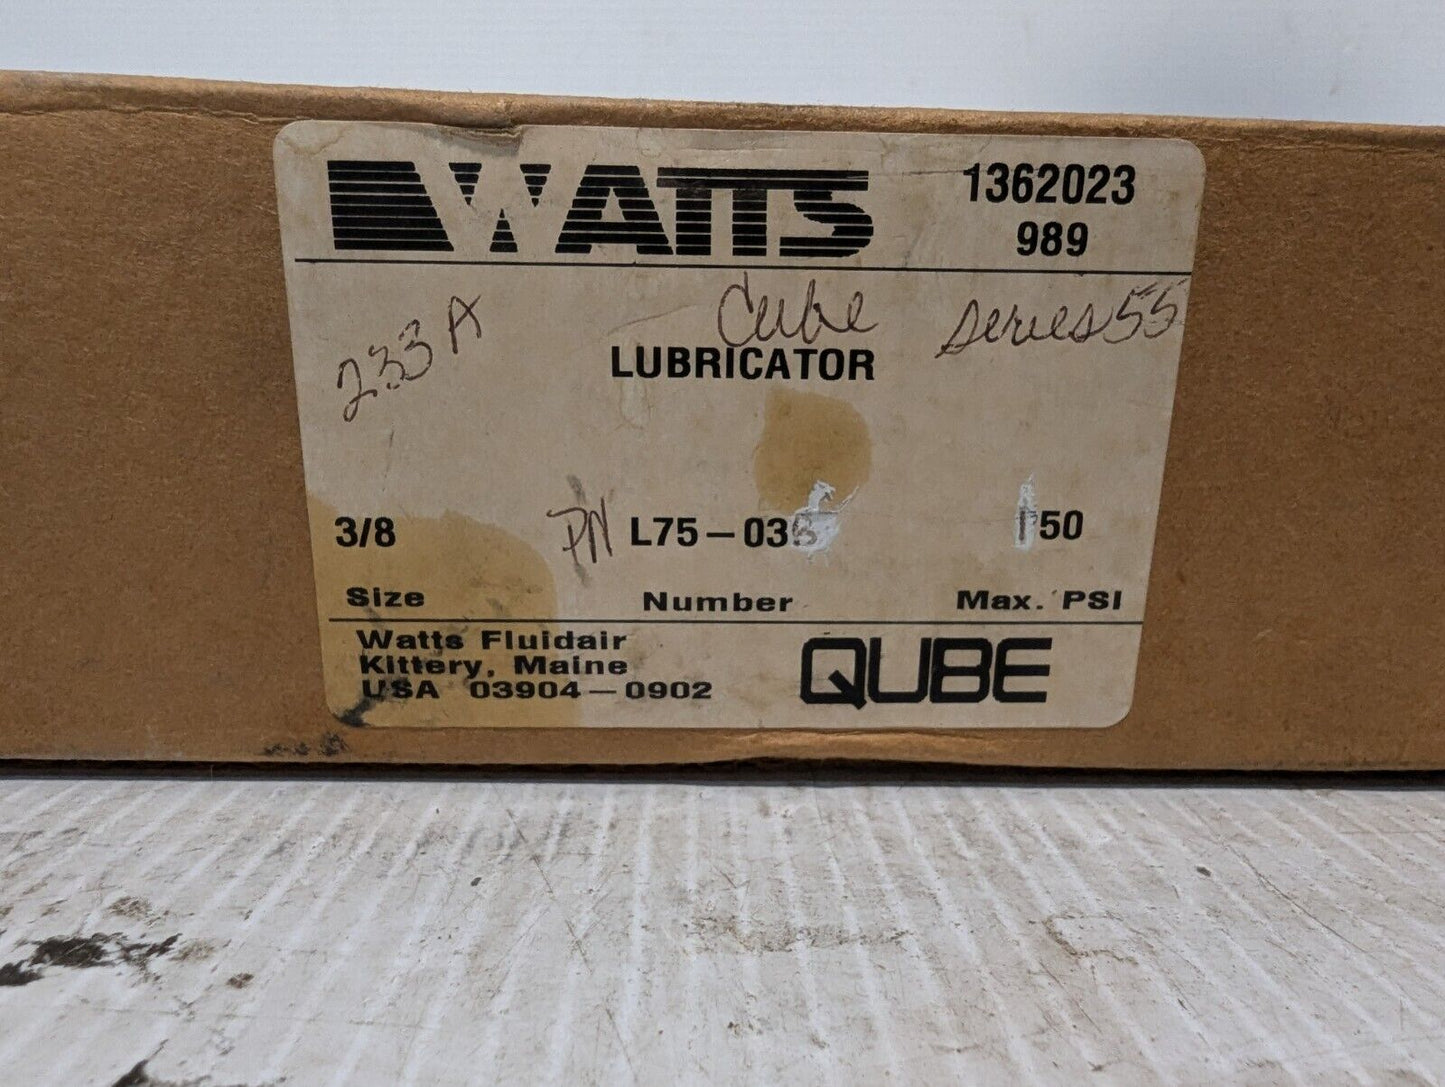 WATTS
1362023
989
233A
Cube
Series 55
LUBRICATOR
3/8
PN L75-03
150
Size
Number
Max. PSI
Watts Fluidair
Kittery, Maine
USA 03904-0902
QUBE